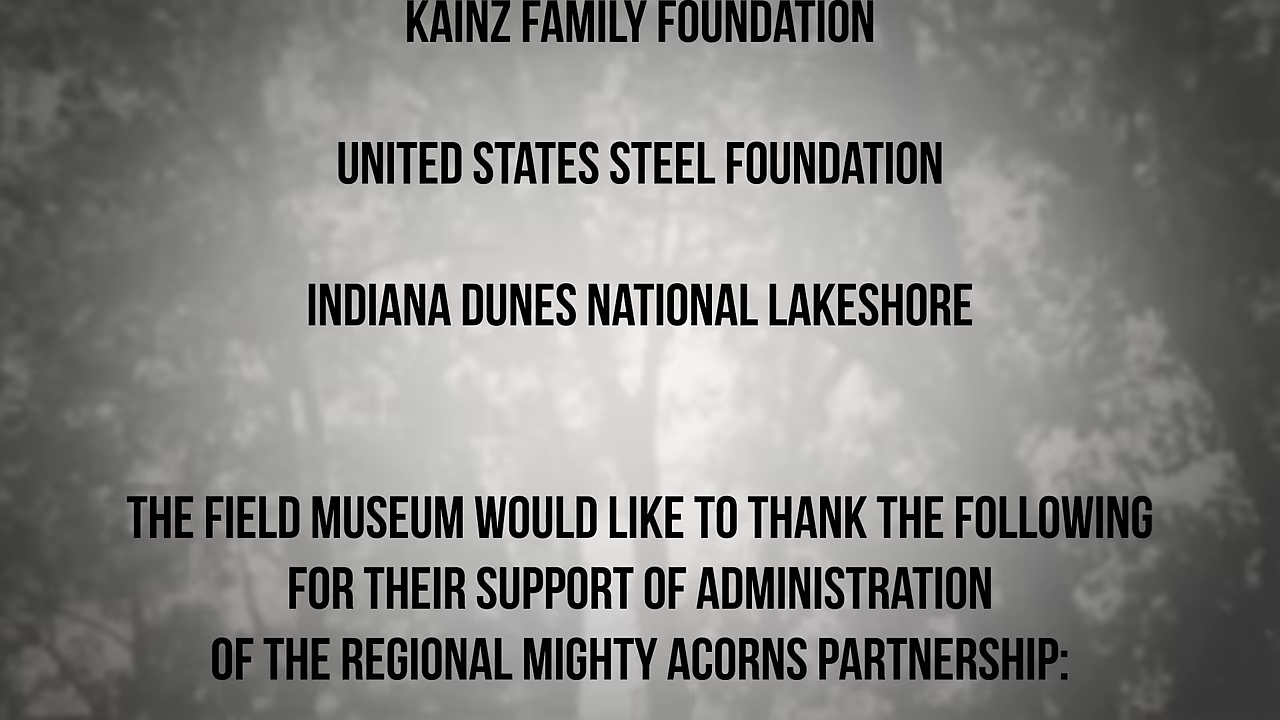 KAINZ FAMILY FOUNDATION
UNITED STATES STEEL FOUNDATION
INDIANA DUNES NATIONAL LAKESHORE
THE FIELD MUSEUM WOULD LIKE TO THANK THE FOLLOWING
FOR THEIR SUPPORT OF ADMINISTRATION
OF THE REGIONAL MIGHTY ACORNS PARTNERSHIP: